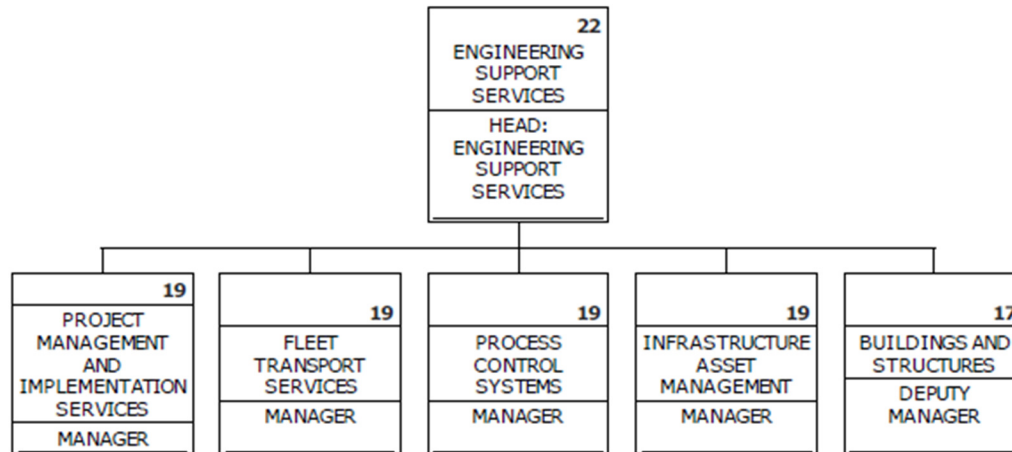 22
ENGINEERING
SUPPORT
SERVICES
HEAD:
ENGINEERING
SUPPORT
SERVICES
19
PROJECT
MANAGEMENT
AND
IMPLEMENTATION
SERVICES
MANAGER
19
FLEET
TRANSPORT
SERVICES
MANAGER
19
PROCESS
CONTROL
SYSTEMS
MANAGER
19
INFRASTRUCTURE
ASSET
MANAGEMENT
MANAGER
17
BUILDINGS AND
STRUCTURES
DEPUTY
MANAGER